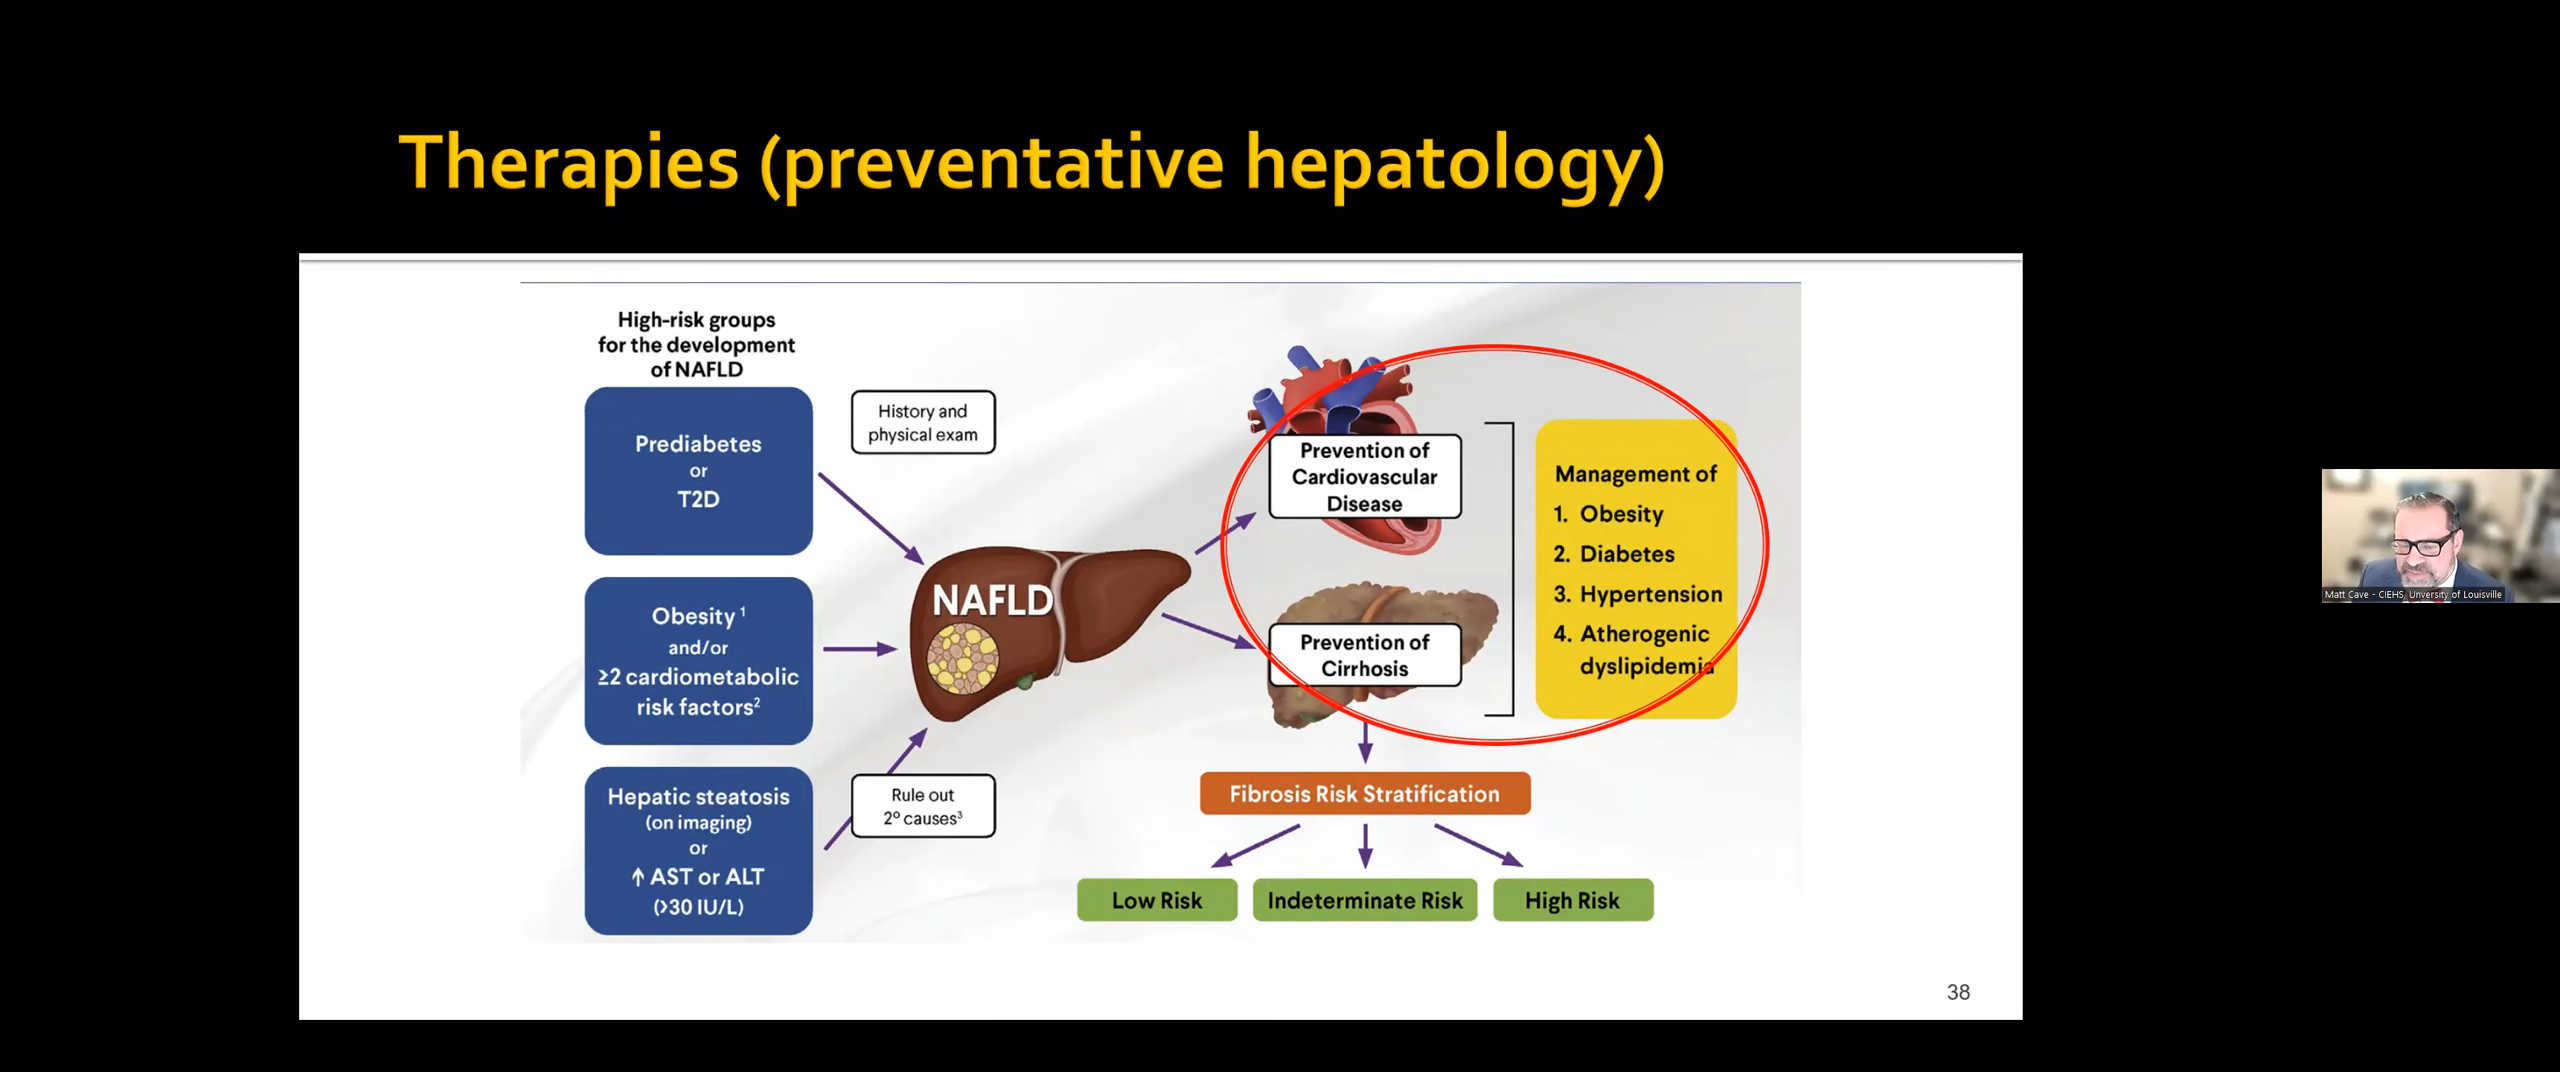 Therapies (preventative hepatology)
High-risk groups
for the development
of NAFLD
Prediabetes
or
T2D
History and
physical exam
Obesity ¹
and/or
≥2 cardiometabolic
risk factors²
Hepatic steatosis
(on imaging)
or
↑ AST or ALT
(>30 IU/L)
Rule out
2º causes³
NAFLD
Prevention of
Cardiovascular
Disease
Prevention of
Cirrhosis
Management of
1. Obesity
2. Diabetes
3. Hypertension
4. Atherogenic
dyslipidemia
Fibrosis Risk Stratification
Low Risk
Indeterminate Risk
High Risk
38
Matt Cave - CIEHS, Unversity of Louisville